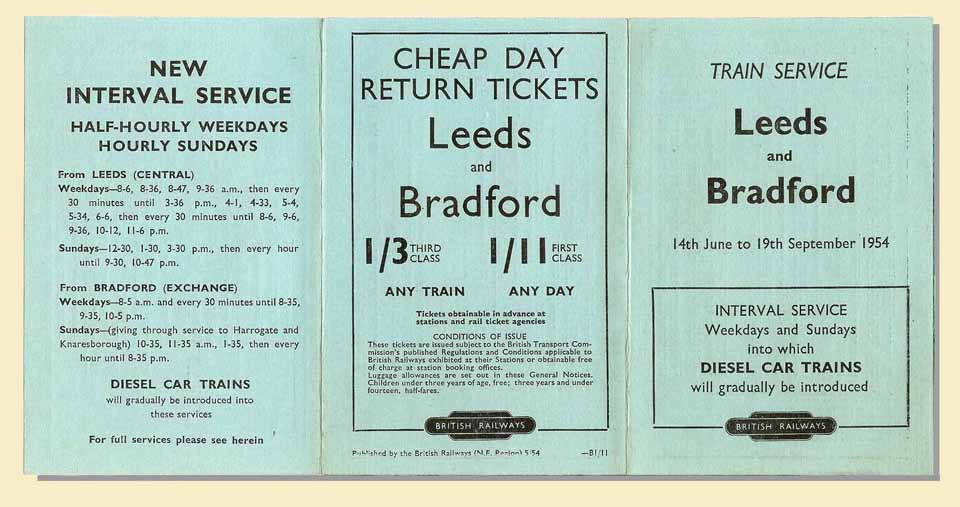 NEW
INTERVAL SERVICE
HALF-HOURLY WEEKDAYS
HOURLY SUNDAYS
From LEEDS (CENTRAL)
Weekdays—8-6, 8-36, 8-47, 9-36 a.m., then every
30 minutes until 3-36 p.m., 4-1, 4-33, 5-4,
5-34, 6-6, then every 30 minutes until 8-6, 9-6,
9-36, 10-12, 11-6 p.m.
Sundays—12-30, 1-30, 3-30 p.m., then every hour
until 9-30, 10-47 p.m.
From BRADFORD (EXCHANGE)
Weekdays—8-5 a.m. and every 30 minutes until 8-35,
9-35, 10-5 p.m.
Sundays—(giving through service to Harrogate and
Knaresborough) 10-35, 11-35 a.m., 1-35, then every
hour until 8-35 p.m.
DIESEL CAR TRAINS
will gradually be introduced into
these services
For full services please see herein
CHEAP DAY
RETURN TICKETS
Leeds
and
Bradford
1/3 THIRD CLASS 1/11 FIRST CLASS
ANY TRAIN ANY DAY
Tickets obtainable in advance at
stations and rail ticket agencies
CONDITIONS OF ISSUE
These tickets are issued subject to the British Transport Com-
mission's published Regulations and Conditions applicable to
British Railways exhibited at their Stations or obtainable free
of charge at station booking offices.
Luggage allowances are set out in these General Notices.
Children under three years of age, free; three years and under
fourteen, half-fares.
BRITISH RAILWAYS
Published by the British Railways (N.E. Region) 5/54 —B1/11
TRAIN SERVICE
Leeds
and
Bradford
14th June to 19th September 1954
INTERVAL SERVICE
Weekdays and Sundays
into which
DIESEL CAR TRAINS
will gradually be introduced
BRITISH RAILWAYS